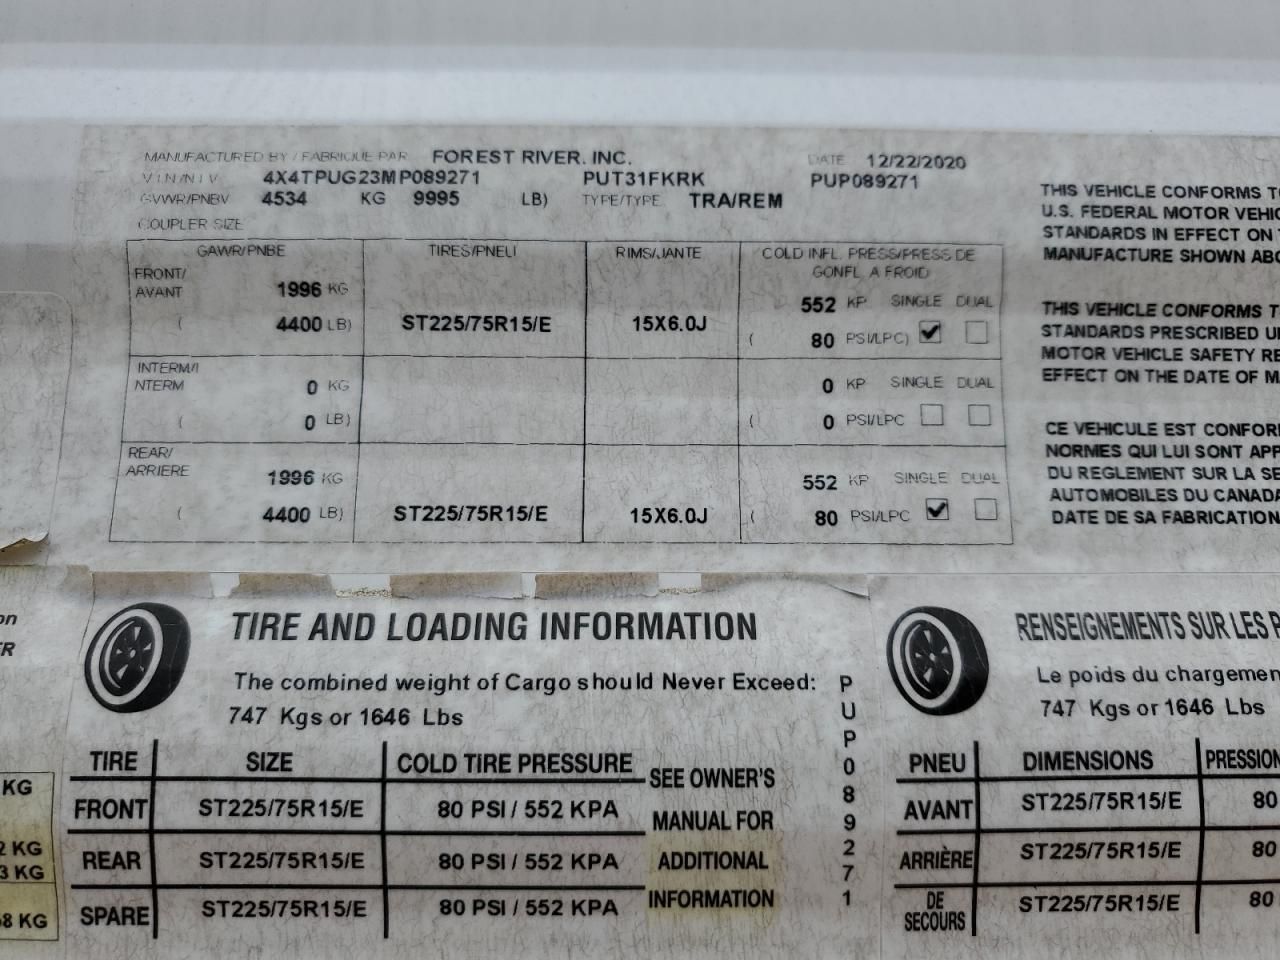 MANUFACTURED BY / FABRIQUE PAR FOREST RIVER, INC. DATE 12/22/2020
V I N / N I V 4X4TPUG23MP089271 PUT31FKRK PUP089271
GVWR/PNBV 4534 KG 9995 LB) TYPE/TYPE TRA/REM
COUPLER SIZE
GAWR/PNBE TIRES/PNEU RIMS/JANTE COLD INFL. PRESS/PRESS DE
GONFL. A FROID
FRONT/
AVANT 1996 KG 552 KP SINGLE DUAL
( 4400 LB) ST225/75R15/E 15X6.0J ( 80 PSI/LPC)
INTERM/I
NTERM 0 KG 0 KP SINGLE DUAL
( 0 LB) ( 0 PSI/LPC
REAR/
ARRIERE 1996 KG 552 KP SINGLE DUAL
( 4400 LB) ST225/75R15/E 15X6.0J ( 80 PSI/LPC
THIS VEHICLE CONFORMS
U.S. FEDERAL MOTOR
STANDARDS IN EFFECT ON
MANUFACTURE SHOWN
THIS VEHICLE CONFORMS
STANDARDS PRESCRIBED
MOTOR VEHICLE SAFETY
EFFECT ON THE DATE OF
CE VEHICULE EST
NORMES QUI LUI SONT
DU REGLEMENT SUR LA
AUTOMOBILES DU CANADA
DATE DE SA FABRICATION
TIRE AND LOADING INFORMATION
The combined weight of Cargo should Never Exceed:
747 Kgs or 1646 Lbs
TIRE SIZE COLD TIRE PRESSURE
FRONT ST225/75R15/E 80 PSI / 552 KPA
REAR ST225/75R15/E 80 PSI / 552 KPA
SPARE ST225/75R15/E 80 PSI / 552 KPA
SEE OWNER'S
MANUAL FOR
ADDITIONAL
INFORMATION
PUP089271
RENSEIGNEMENTS SUR LES
Le poids du
747 Kgs or 1646 Lbs
PNEU DIMENSIONS PRESSION
AVANT ST225/75R15/E 80
ARRIÈRE ST225/75R15/E 80
DE
SECOURS ST225/75R15/E 80
KG
KG
KG
KG